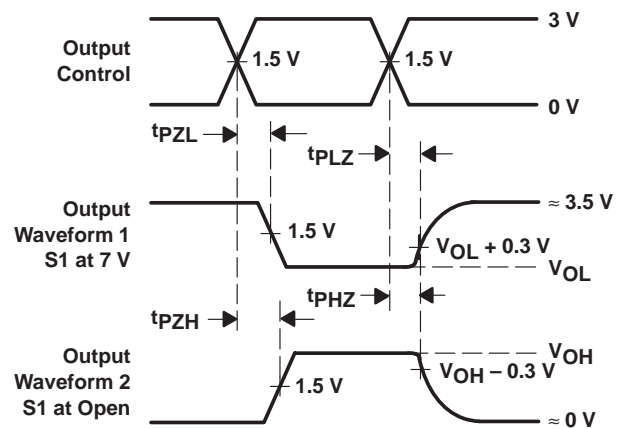 3 V
Output
Control
1.5 V
1.5 V
0 V
tPZL
tPLZ
Output
Waveform 1
S1 at 7 V
≈ 3.5 V
1.5 V
VOL + 0.3 V
VOL
tPZH
tPHZ
Output
Waveform 2
S1 at Open
VOH
VOH – 0.3 V
1.5 V
≈ 0 V